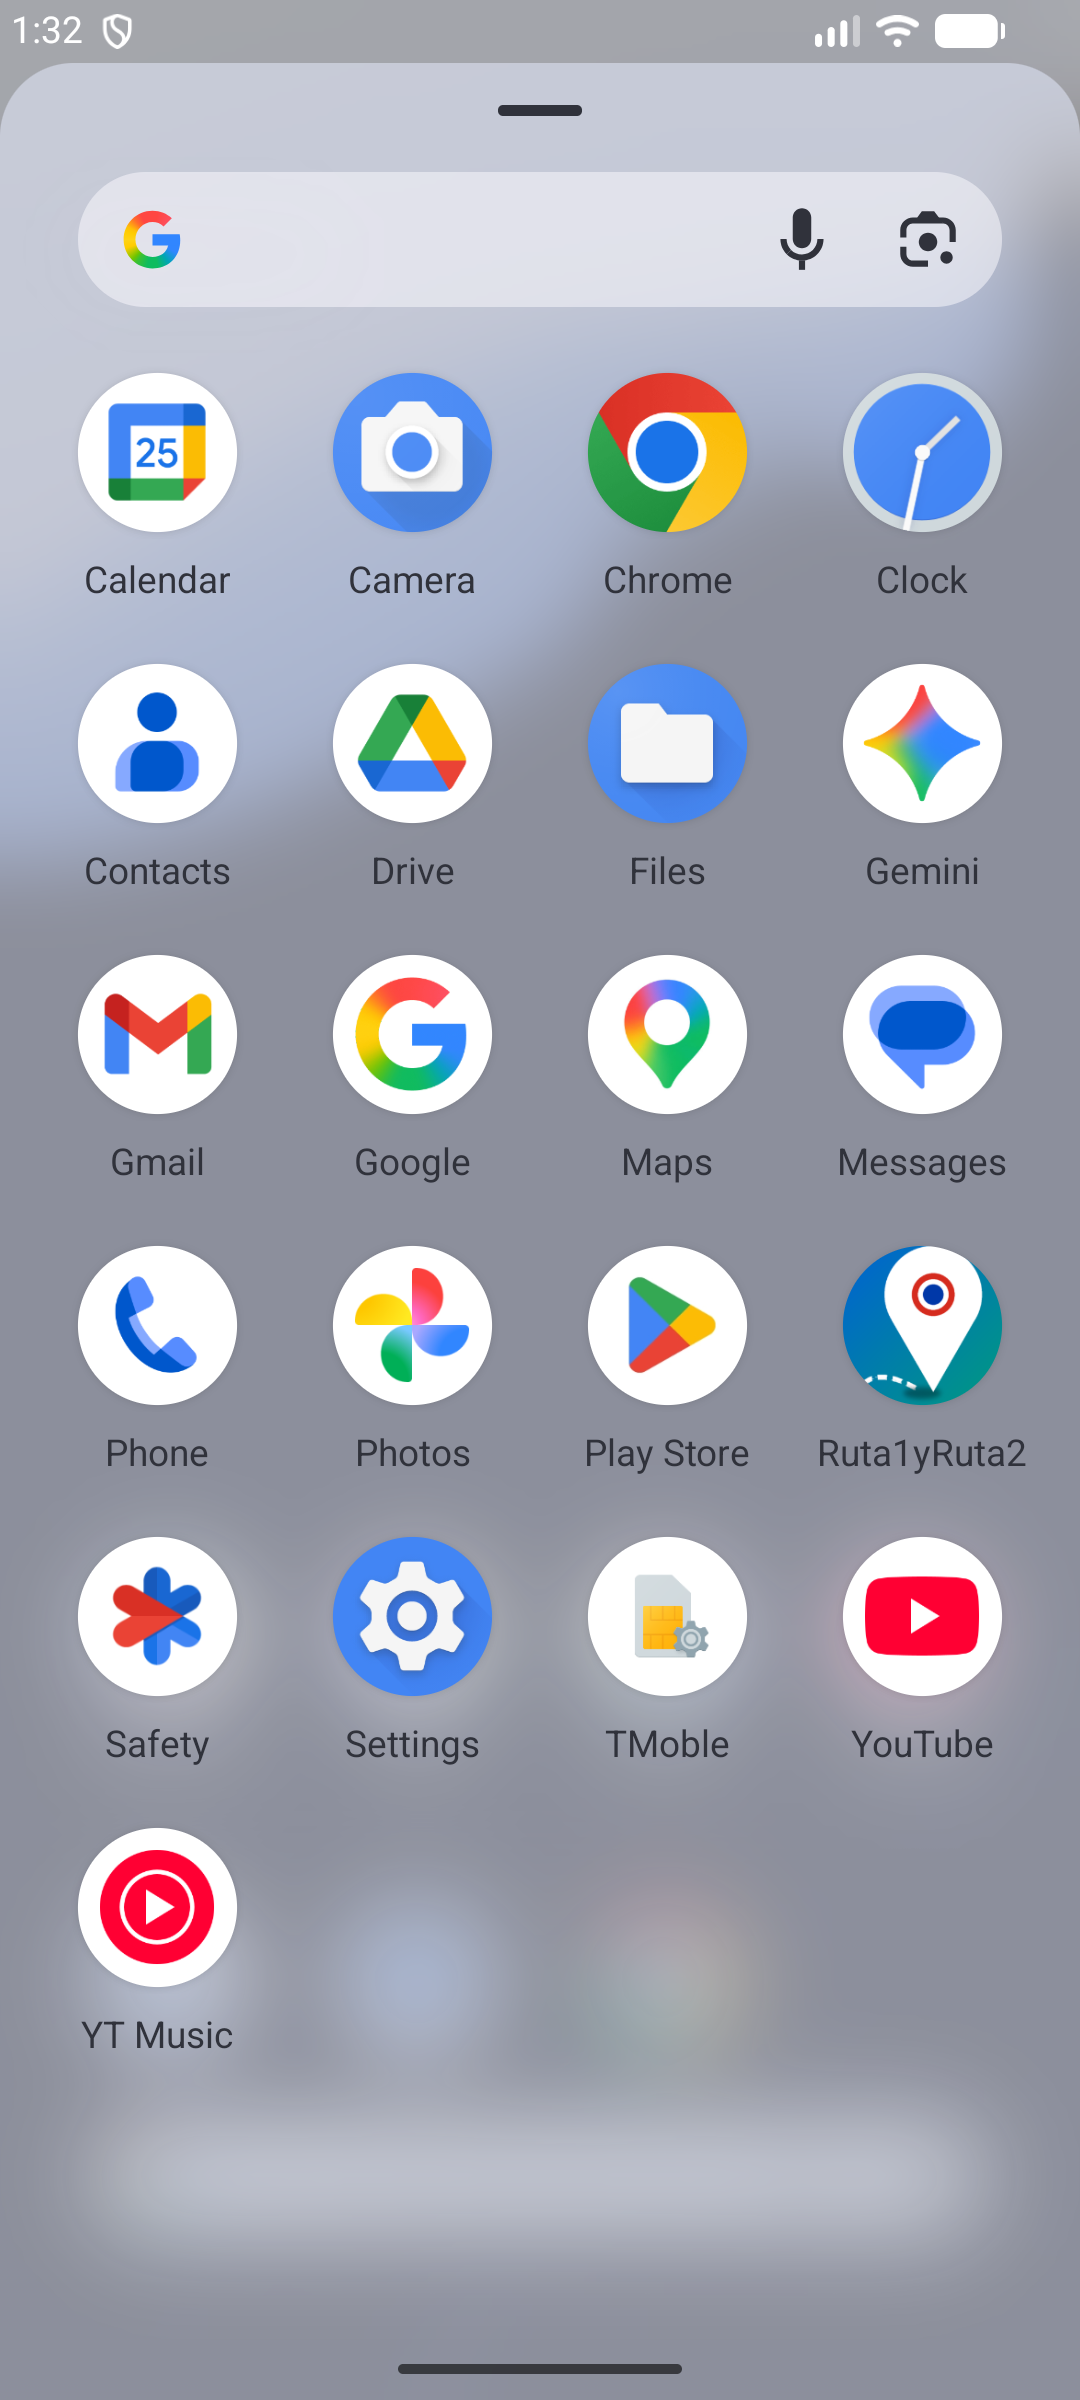 1:32
25
Calendar Camera Chrome Clock
Contacts Drive Files Gemini
Gmail Google Maps Messages
Phone Photos Play Store Ruta1yRuta2
Safety Settings TMoble YouTube
YT Music